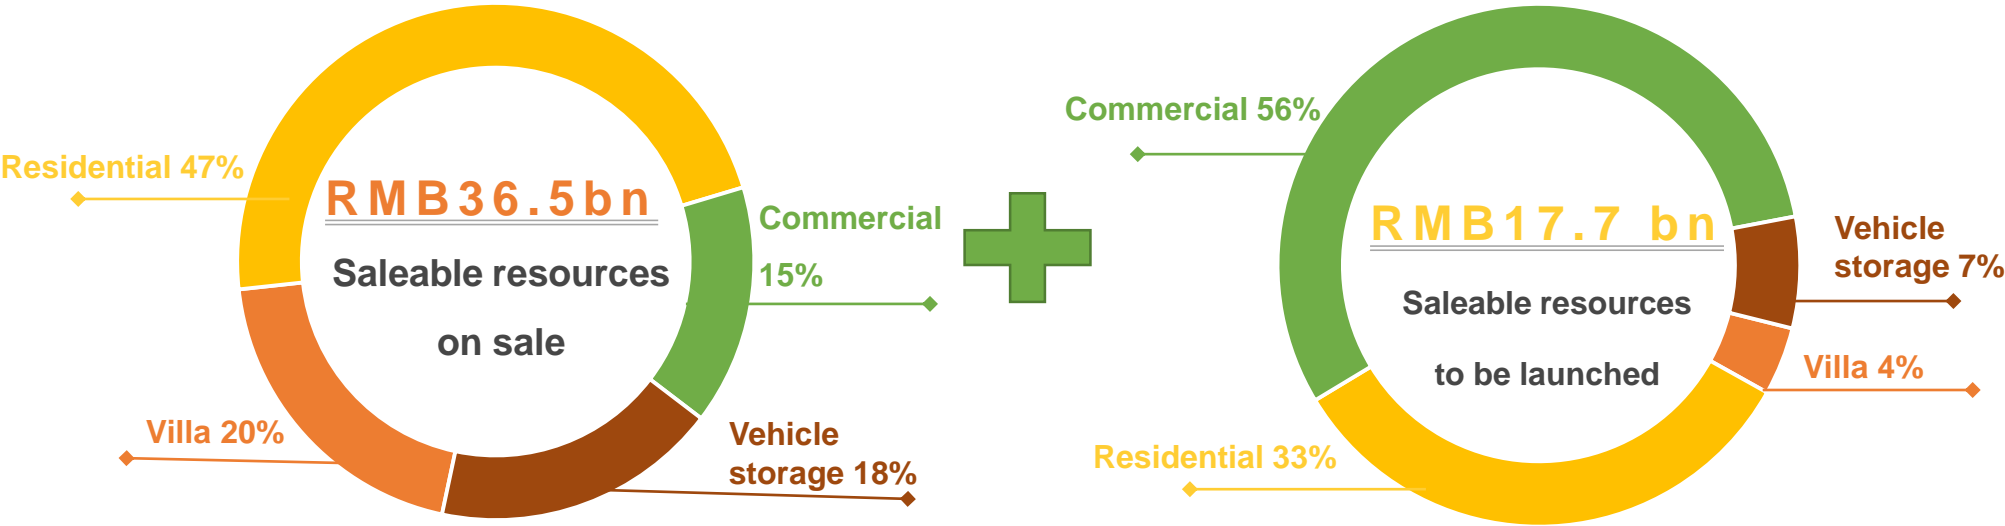 Residential 47%
RMB36.5bn
Saleable resources
on sale
Commercial
15%
Villa 20%
Vehicle
storage 18%
Commercial 56%
RMB17.7 bn
Saleable resources
to be launched
Vehicle
storage 7%
Villa 4%
Residential 33%